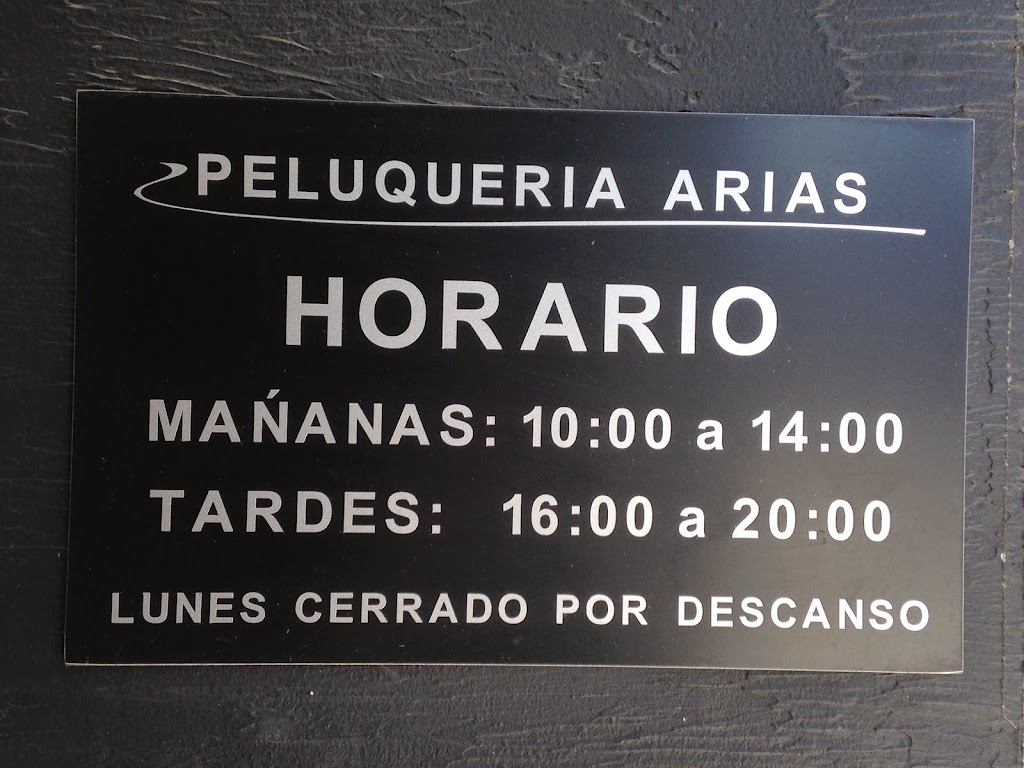 PELUQUERIA ARIAS
HORARIO
MAŃANAS: 10:00 a 14:00
TARDES: 16:00 a 20:00
LUNES CERRADO POR DESCANSO